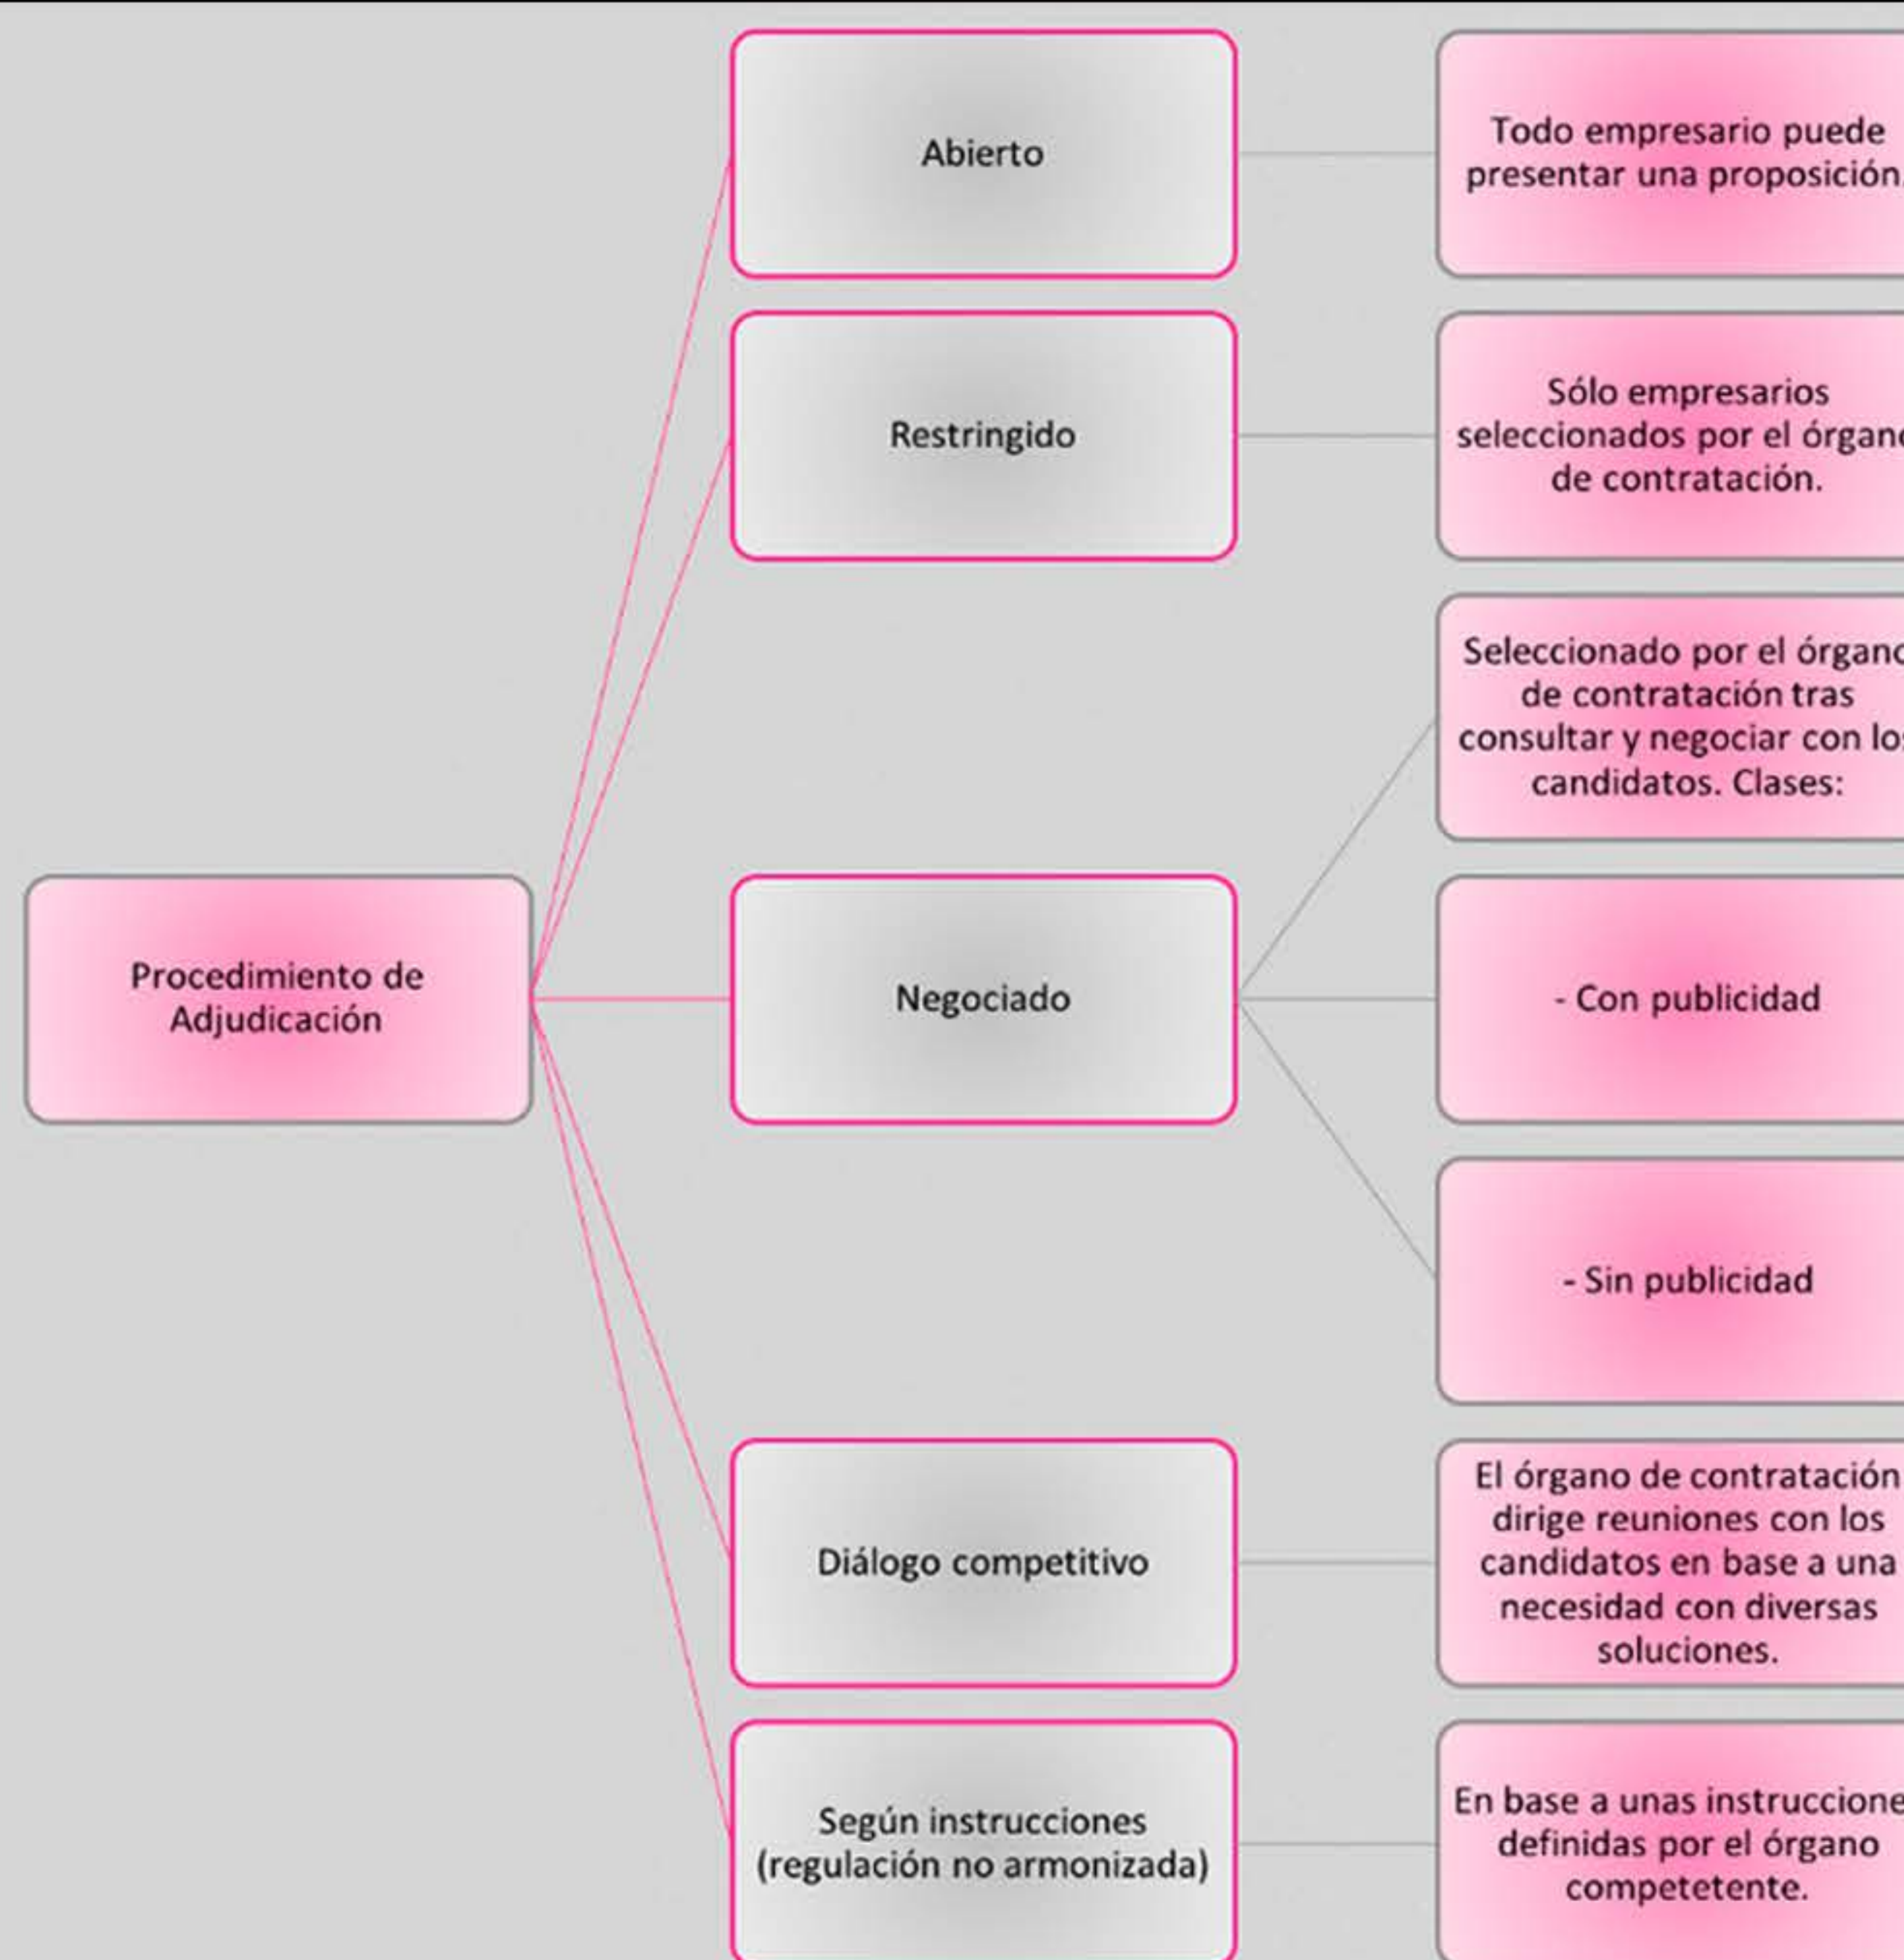 Procedimiento de
Adjudicación
Abierto
Todo empresario puede
presentar una proposición.
Restringido
Sólo empresarios
seleccionados por el órgano
de contratación.
Negociado
Seleccionado por el órgano
de contratación tras
consultar y negociar con los
candidatos. Clases:
- Con publicidad
- Sin publicidad
Diálogo competitivo
El órgano de contratación
dirige reuniones con los
candidatos en base a una
necesidad con diversas
soluciones.
Según instrucciones
(regulación no armonizada)
En base a unas instrucciones
definidas por el órgano
competetente.